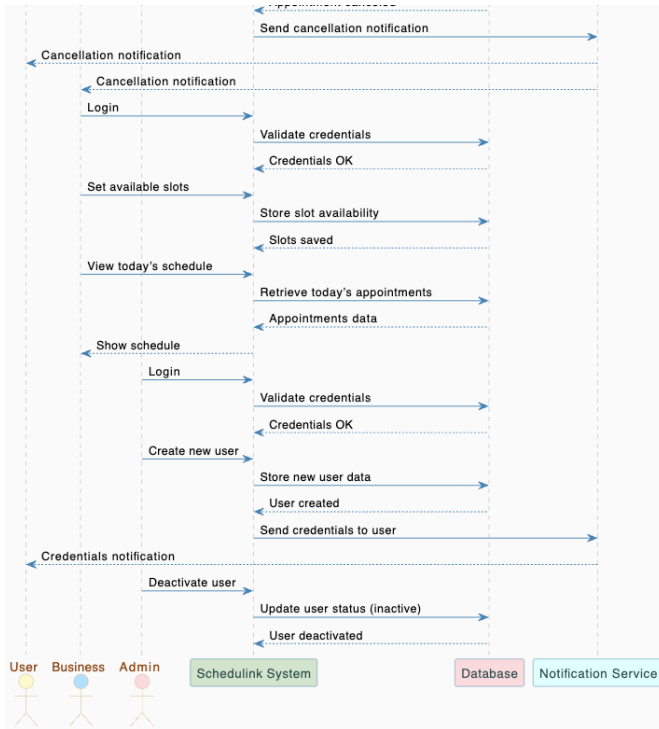 Appointment canceled
Send cancellation notification
Cancellation notification
Cancellation notification
Login
Validate credentials
Credentials OK
Set available slots
Store slot availability
Slots saved
View today's schedule
Retrieve today's appointments
Appointments data
Show schedule
Login
Validate credentials
Credentials OK
Create new user
Store new user data
User created
Send credentials to user
Credentials notification
Deactivate user
Update user status (inactive)
User deactivated
User Business Admin Schedulink System Database Notification Service